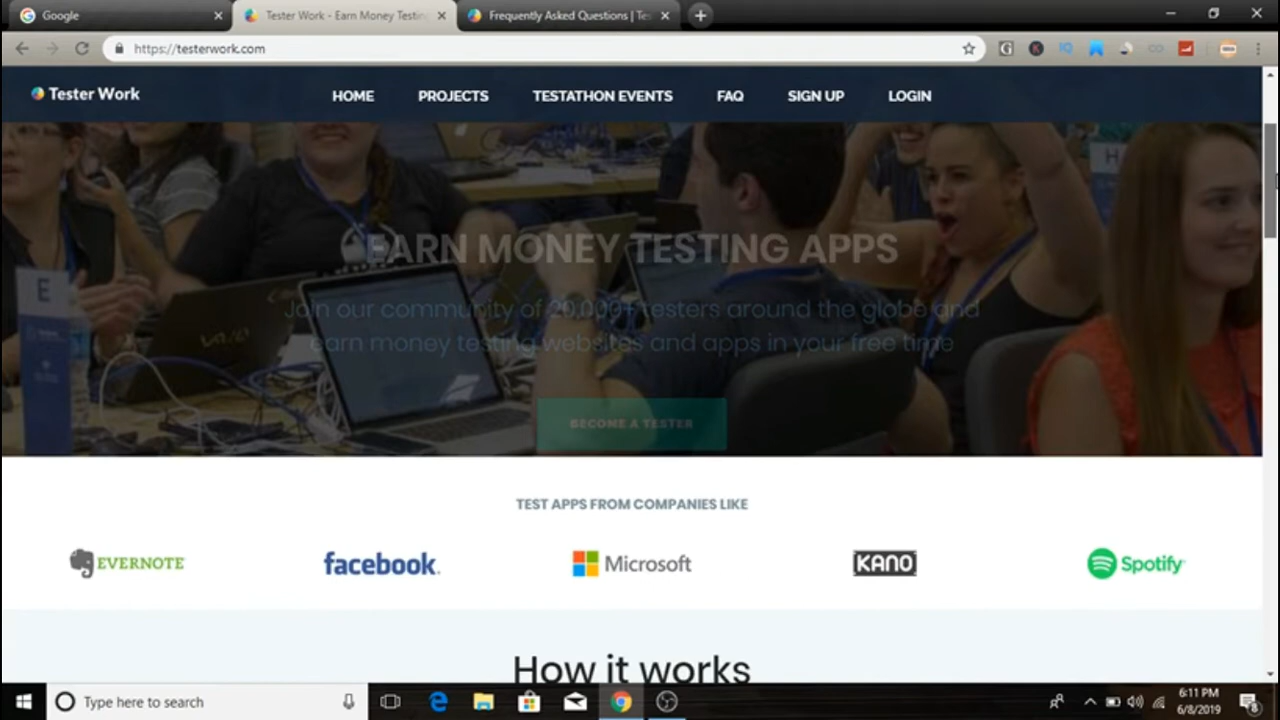 Google
Tester Work - Earn Money Testing
Frequently Asked Questions | Tes
https://testerwork.com
Tester Work
HOME
PROJECTS
TESTATHON EVENTS
FAQ
SIGN UP
LOGIN
EARN MONEY TESTING APPS
Join our community of 20,000+ testers around the globe and
earn money testing websites and apps in your free time
BECOME A TESTER
E
H
TEST APPS FROM COMPANIES LIKE
EVERNOTE
facebook.
Microsoft
KANO
Spotify
How it works
Type here to search
6:11 PM
6/8/2019
8